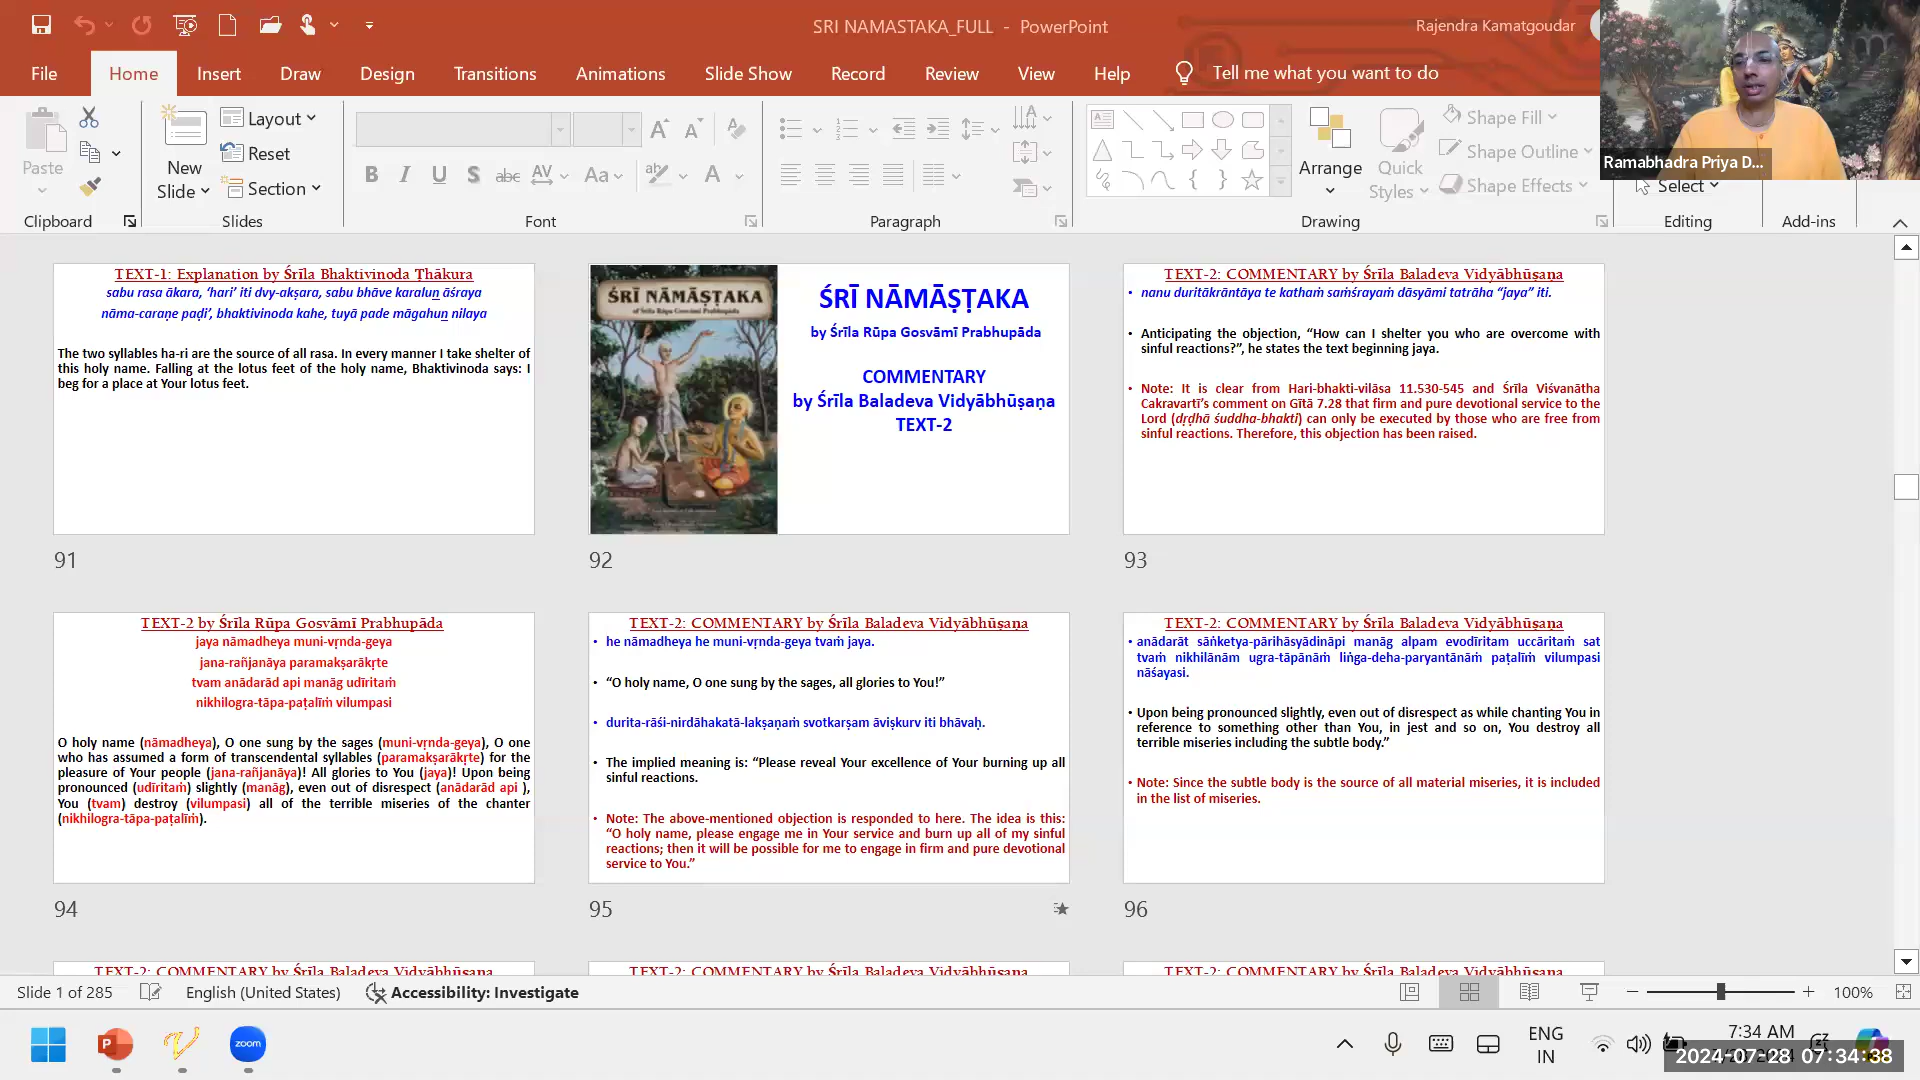 SRI NAMASTAKA_FULL - PowerPoint
Rajendra Kamatgoudar
File Home Insert Draw Design Transitions Animations Slide Show Record Review View Help Tell me what you want to do
Paste
New
Slide
Layout
Reset
Section
Arrange
Quick
Styles
Shape Fill
Shape Outline
Shape Effects
Select
Ramabhadra Priya D...
Clipboard Slides Font Paragraph Drawing Editing Add-ins
TEXT-1: Explanation by Śrīla Bhaktivinoda Ṭhākura
sabu rasa ākara, ‘hari’ iti dvy-akṣara, sabu bhāve karaluṉ āśraya
nāma-caraṇe paḍi’, bhaktivinoda kahe, tuyā pade māgahuṉ nilaya
The two syllables ha-ri are the source of all rasa. In every manner I take shelter of
this holy name. Falling at the lotus feet of the holy name, Bhaktivinoda says: I
beg for a place at Your lotus feet.
91
ŚRĪ NĀMĀṢṬAKA
of Śrīla Rūpa Gosvāmī Prabhupāda
ŚRĪ NĀMĀṢṬAKA
by Śrīla Rūpa Gosvāmī Prabhupāda
COMMENTARY
by Śrīla Baladeva Vidyābhūṣaṇa
TEXT-2
92
TEXT-2: COMMENTARY by Śrīla Baladeva Vidyābhūṣaṇa
• nanu duritākrāntāya te kathaṁ saṁśrayaṁ dāsyāmi tatrāha “jaya” iti.
• Anticipating the objection, “How can I shelter you who are overcome with
sinful reactions?”, he states the text beginning jaya.
• Note: It is clear from Hari-bhakti-vilāsa 11.530-545 and Śrīla Viśvanātha
Cakravartī’s comment on Gītā 7.28 that firm and pure devotional service to the
Lord (dṛḍhā śuddha-bhakti) can only be executed by those who are free from
sinful reactions. Therefore, this objection has been raised.
93
TEXT-2 by Śrīla Rūpa Gosvāmī Prabhupāda
jaya nāmadheya muni-vṛnda-geya
jana-rañjanāya paramakṣarākṛte
tvam anādarād api manāg udīritaṁ
nikhilogra-tāpa-paṭalīṁ vilumpasi
O holy name (nāmadheya), O one sung by the sages (muni-vṛnda-geya), O one
who has assumed a form of transcendental syllables (paramakṣarākṛte) for the
pleasure of Your people (jana-rañjanāya)! All glories to You (jaya)! Upon being
pronounced (udīritaṁ) slightly (manāg), even out of disrespect (anādarād api ),
You (tvam) destroy (vilumpasi) all of the terrible miseries of the chanter
(nikhilogra-tāpa-paṭalīṁ).
94
TEXT-2: COMMENTARY by Śrīla Baladeva Vidyābhūṣaṇa
• he nāmadheya he muni-vṛnda-geya tvaṁ jaya.
• “O holy name, O one sung by the sages, all glories to You!”
• durita-rāśi-nirdāhakatā-lakṣaṇaṁ svotkarṣam āviṣkurv iti bhāvaḥ.
• The implied meaning is: “Please reveal Your excellence of Your burning up all
sinful reactions.
• Note: The above-mentioned objection is responded to here. The idea is this:
“O holy name, please engage me in Your service and burn up all of my sinful
reactions; then it will be possible for me to engage in firm and pure devotional
service to You.”
95
TEXT-2: COMMENTARY by Śrīla Baladeva Vidyābhūṣaṇa
• anādarāt sāṅketya-pārihāsyādināpi manāg alpam evodīritam uccāritaṁ sat
tvaṁ nikhilānām ugra-tāpānāṁ liṅga-deha-paryantānāṁ paṭalīṁ vilumpasi
nāśayasi.
• Upon being pronounced slightly, even out of disrespect as while chanting You in
reference to something other than You, in jest and so on, You destroy all
terrible miseries including the subtle body.”
• Note: Since the subtle body is the source of all material miseries, it is included
in the list of miseries.
96
TEXT-2: COMMENTARY by Śrīla Baladeva Vidyābhūṣaṇa
TEXT-2: COMMENTARY by Śrīla Baladeva Vidyābhūṣaṇa
TEXT-2: COMMENTARY by Śrīla Baladeva Vidyābhūṣaṇa
Slide 1 of 285 English (United States) Accessibility: Investigate 100%
zoom
ENG
IN
7:34 AM
2024-07-28 07:34:38